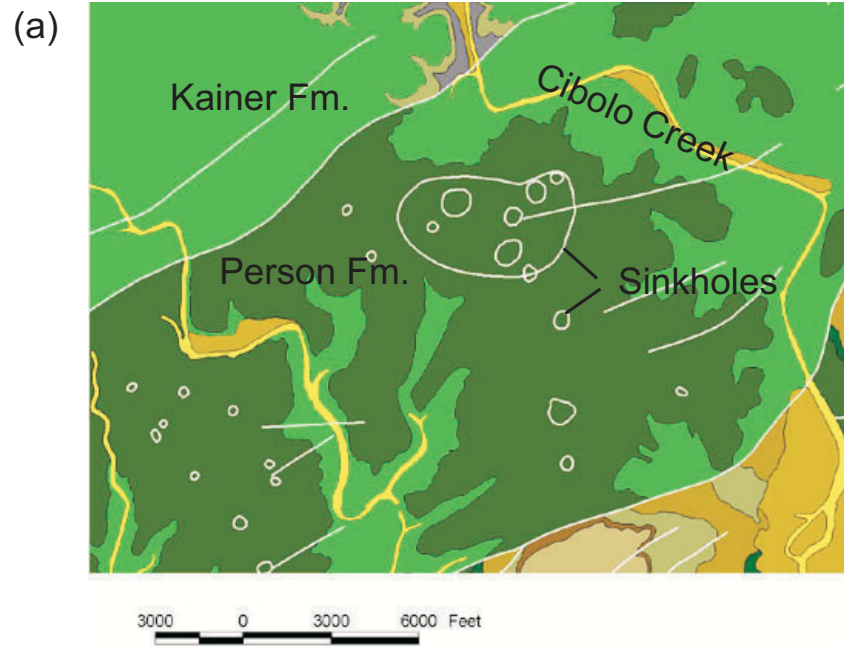 (a)
Kainer Fm.
Cibolo Creek
Person Fm.
Sinkholes
3000 0 3000 6000 Feet